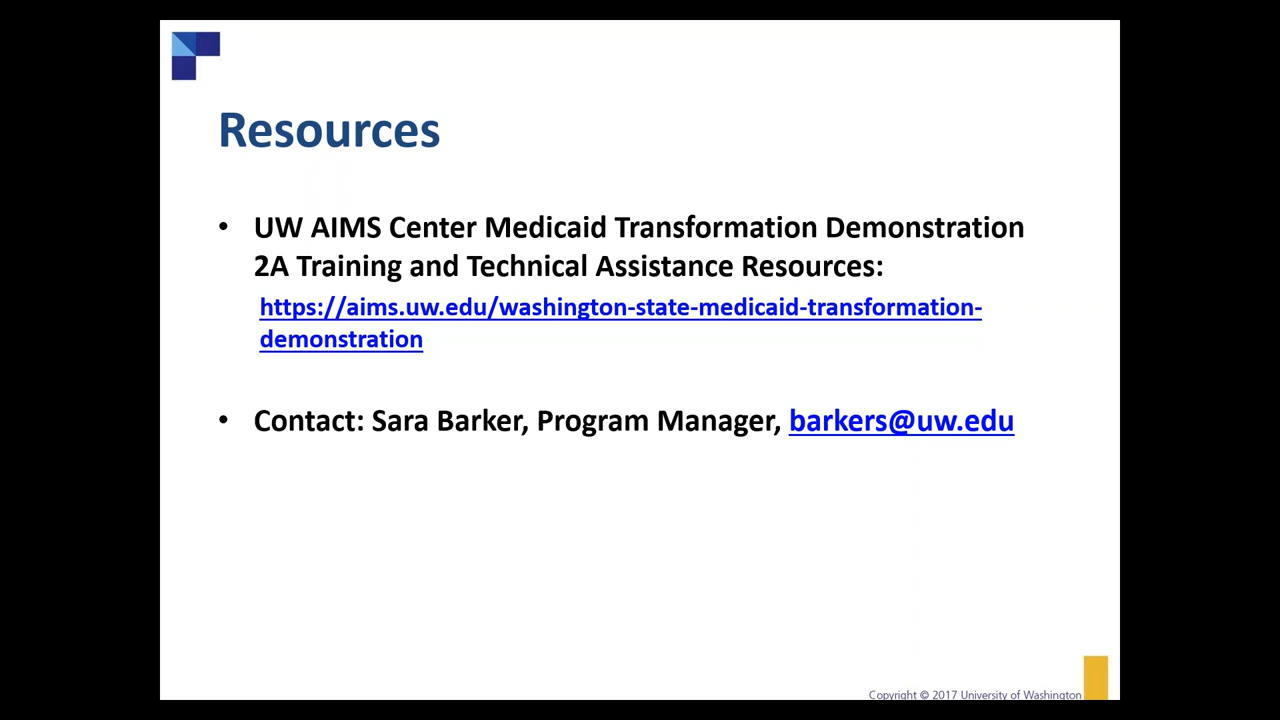 Resources
• UW AIMS Center Medicaid Transformation Demonstration
2A Training and Technical Assistance Resources:
https://aims.uw.edu/washington-state-medicaid-transformation-
demonstration
• Contact: Sara Barker, Program Manager, barkers@uw.edu
Copyright © 2017 University of Washington